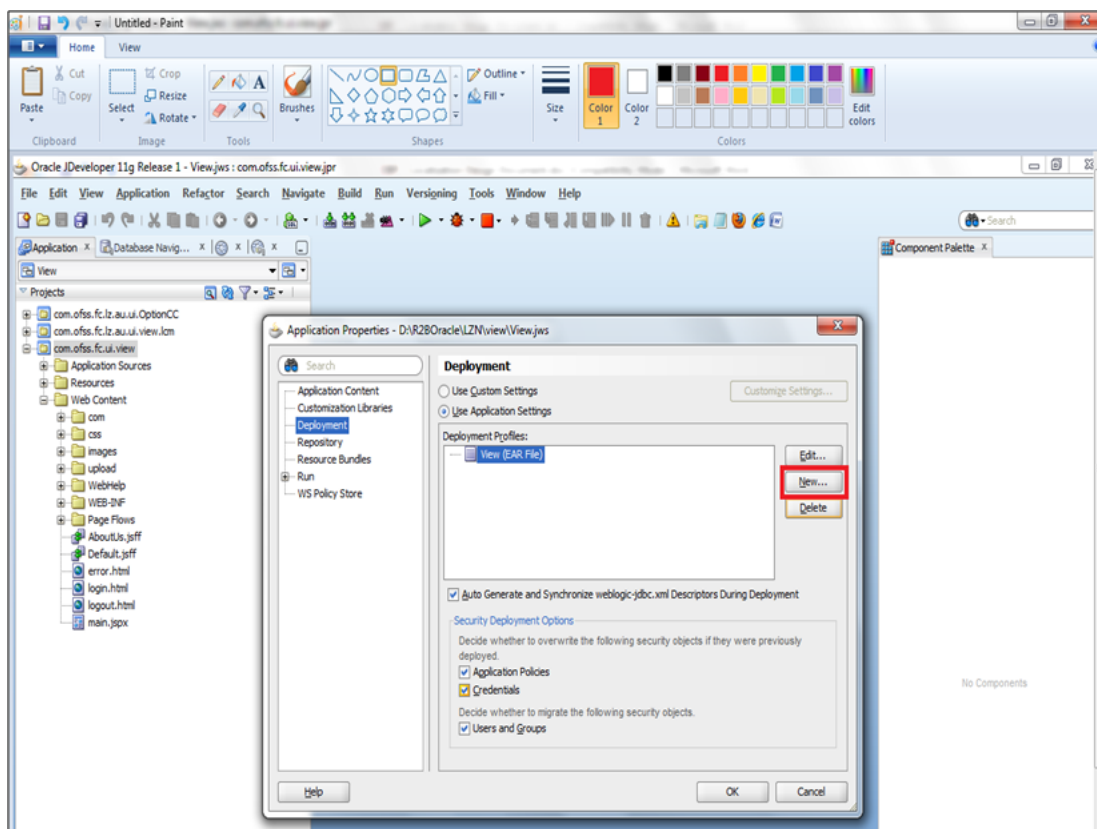 Untitled - Paint
Home View
Cut
Copy
Paste
Crop
Resize
Rotate
Select
Brushes
Outline
Fill
Size
Color 1
Color 2
Edit colors
Clipboard Image Tools Shapes Colors
Oracle JDeveloper 11g Release 1 - View.jws : com.ofss.fc.ui.view.jpr
File Edit View Application Refactor Search Navigate Build Run Versioning Tools Window Help
Search
Application Database Navig...
Component Palette
View
Projects
com.ofss.fc.lz.au.ui.OptionCC
com.ofss.fc.lz.au.ui.view.lcm
com.ofss.fc.ui.view
Application Sources
Resources
Web Content
com
css
images
upload
WebHelp
WEB-INF
Page Flows
AboutUs.jsff
Default.jsff
error.html
login.html
logout.html
main.jspx
Application Properties - D:\R2BOracle\LZN\view\View.jws
Search
Application Content
Customization Libraries
Deployment
Repository
Resource Bundles
Run
WS Policy Store
Deployment
Use Custom Settings
Customize Settings...
Use Application Settings
Deployment Profiles:
View (EAR File)
Edit...
New...
Delete
Auto Generate and Synchronize weblogic-jdbc.xml Descriptors During Deployment
Security Deployment Options
Decide whether to overwrite the following security objects if they were previously
deployed.
Application Policies
Credentials
Decide whether to migrate the following security objects.
Users and Groups
Help
OK
Cancel
No Components